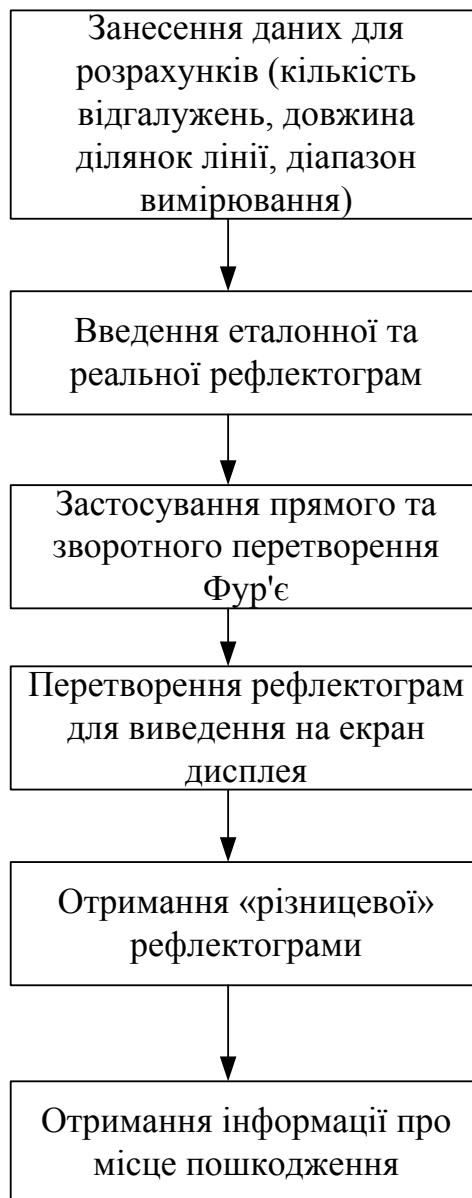 Занесення даних для
розрахунків (кількість
відгалужень, довжина
ділянок лінії, діапазон
вимірювання)
Введення еталонної та
реальної рефлектограм
Застосування прямого та
зворотного перетворення
Фур'є
Перетворення рефлектограм
для виведення на екран
дисплея
Отримання «різницевої»
рефлектограми
Отримання інформації про
місце пошкодження